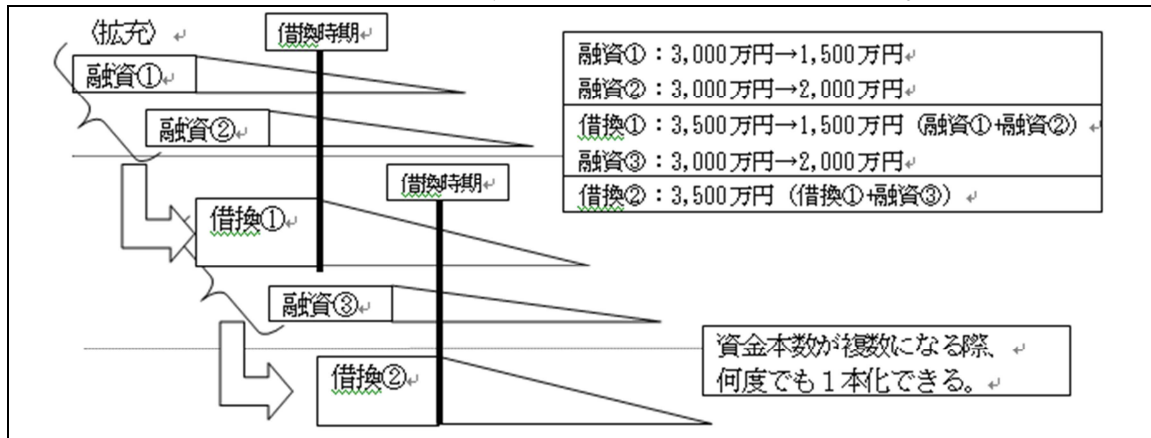 〈拡充〉
借換時期
融資①
融資②
融資①：3,000万円→1,500万円
融資②：3,000万円→2,000万円
借換①：3,500万円→1,500万円（融資①+融資②）
融資③：3,000万円→2,000万円
借換②：3,500万円（借換①+融資③）
借換時期
借換①
融資③
借換②
資金本数が複数になる際、
何度でも１本化できる。